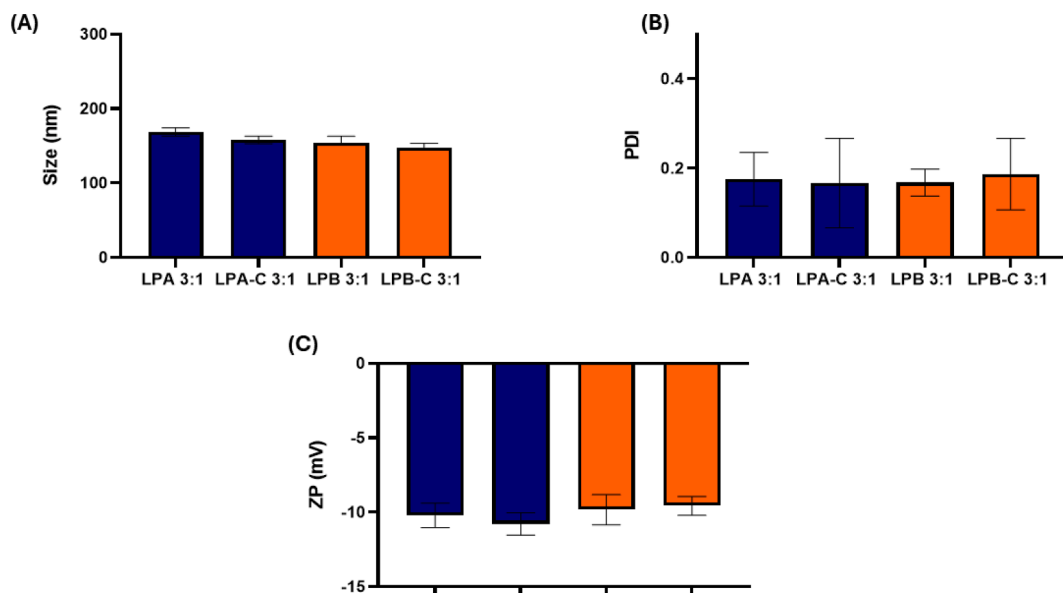 (A)
300
200
100
0
Size (nm)
LPA 3:1 LPA-C 3:1 LPB 3:1 LPB-C 3:1
(B)
0.4
0.2
0.0
PDI
LPA 3:1 LPA-C 3:1 LPB 3:1 LPB-C 3:1
(C)
0
-5
-10
-15
ZP (mV)